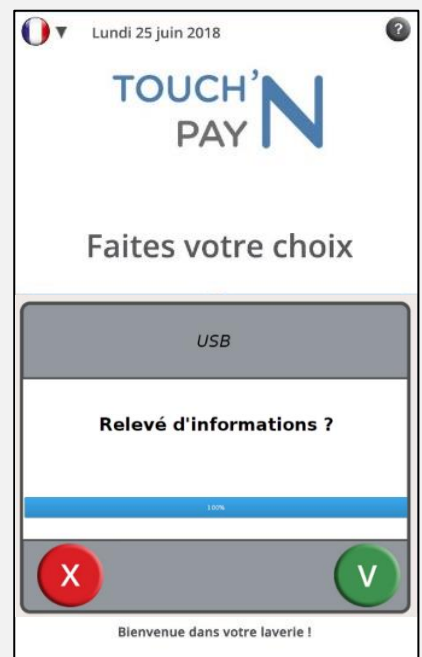 Lundi 25 juin 2018
?
TOUCH'N
PAY
Faites votre choix
USB
Relevé d'informations ?
100%
X
V
Bienvenue dans votre laverie !